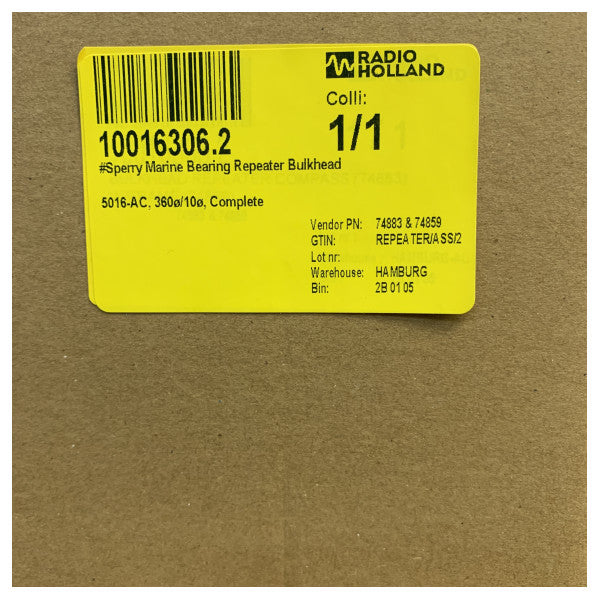 RADIO
HOLLAND
Colli:
1/1
10016306.2
#Sperry Marine Bearing Repeater Bulkhead
5016-AC, 360ø/10ø, Complete
Vendor PN: 74883 & 74859
GTIN: REPEATER/ASS/2
Lot nr:
Warehouse: HAMBURG
Bin: 2B 01 05